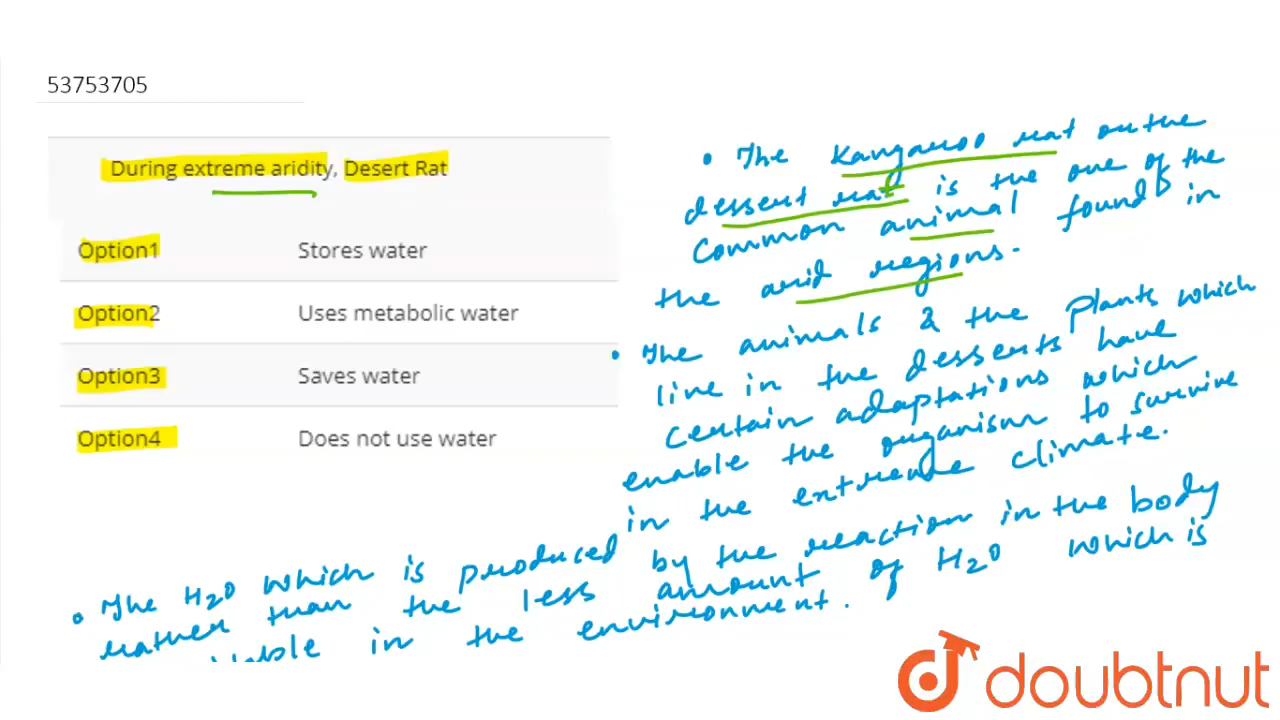 53753705
During extreme aridity, Desert Rat
Option1 Stores water
Option2 Uses metabolic water
Option3 Saves water
Option4 Does not use water
• The Kangaroo rat or the
dessert rat is the one of the
common animal found in
the arid regions.
• The animals & the plants which
live in the desserts have
certain adaptations which
enable the organism to survive
in the extreme climate.
• The H2O which is produced by the reaction in the body
rather than the less amount of H2O which is
in the environment.
doubtnut